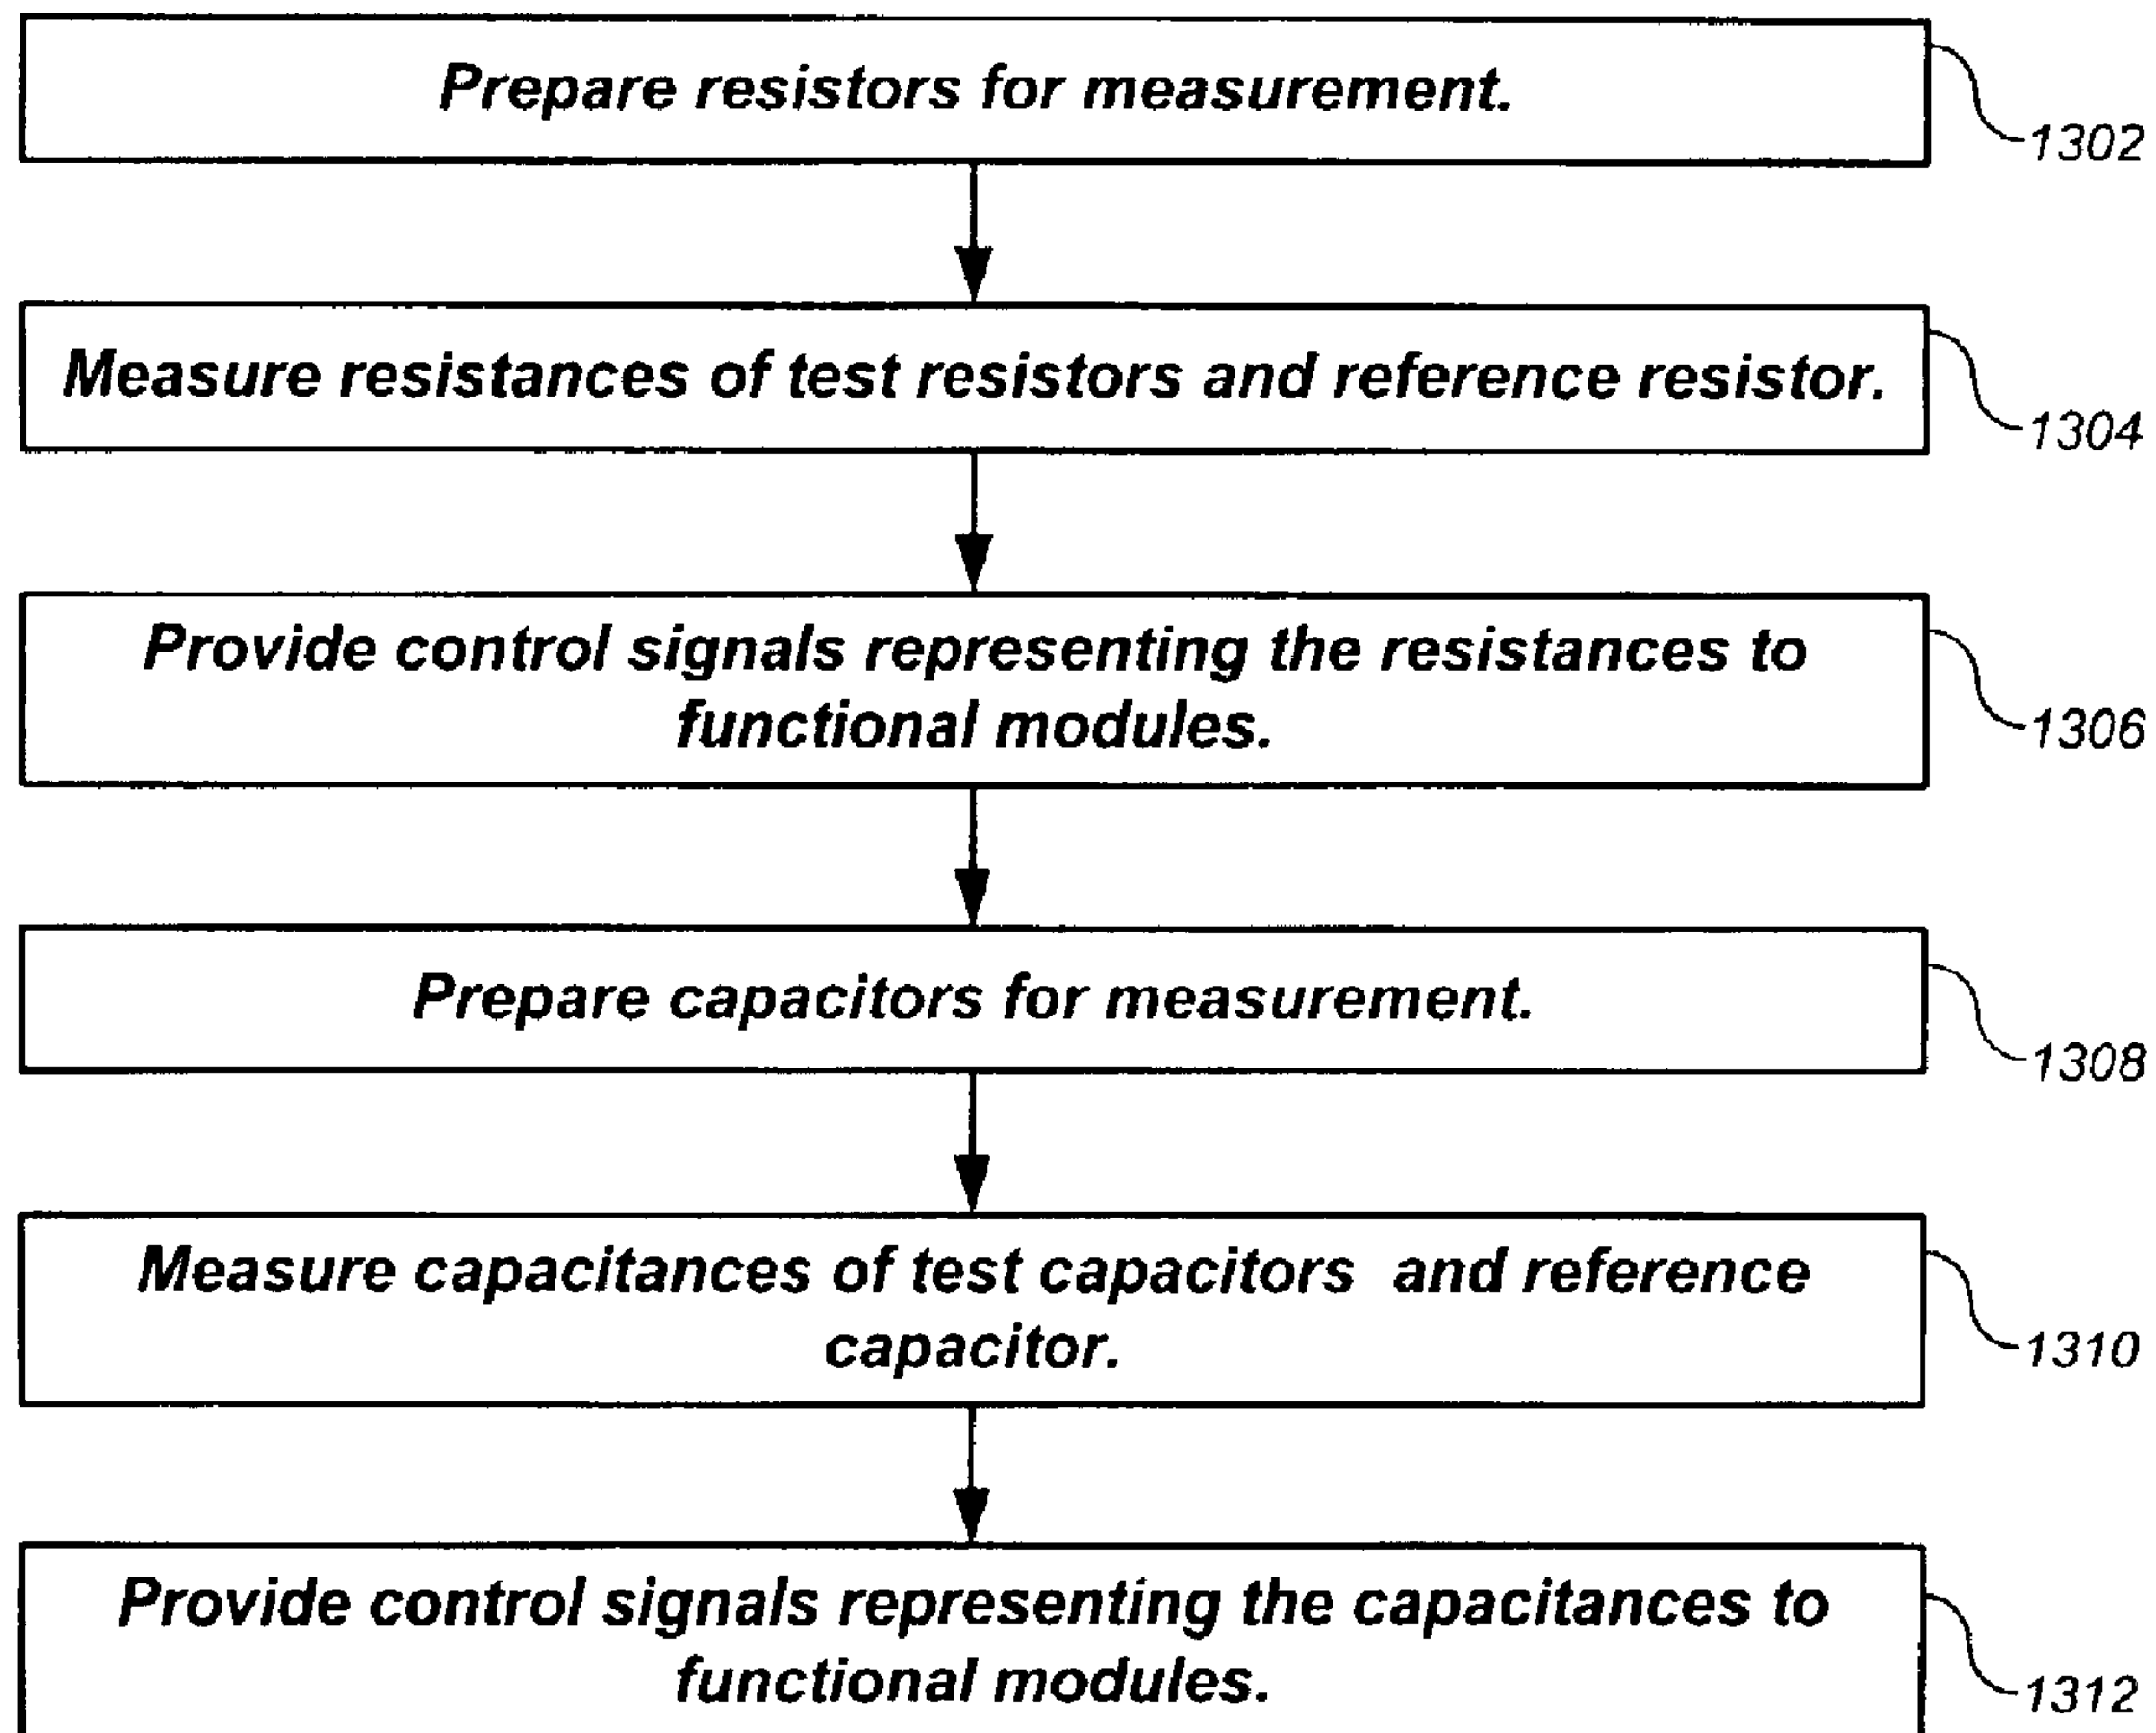 Prepare resistors for measurement.
1302
Measure resistances of test resistors and reference resistor.
1304
Provide control signals representing the resistances to
functional modules.
1306
Prepare capacitors for measurement.
1308
Measure capacitances of test capacitors and reference
capacitor.
1310
Provide control signals representing the capacitances to
functional modules.
1312